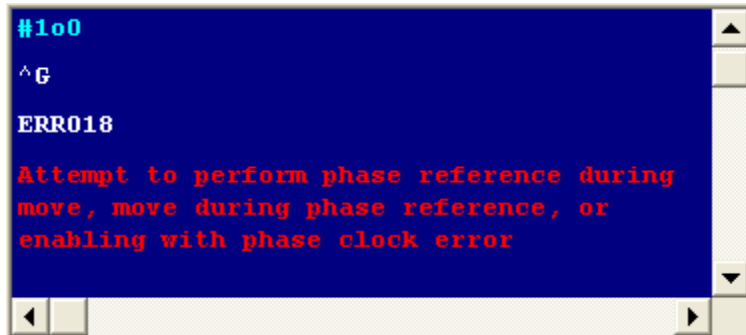 #1o0
^G
ERR018
Attempt to perform phase reference during
move, move during phase reference, or
enabling with phase clock error